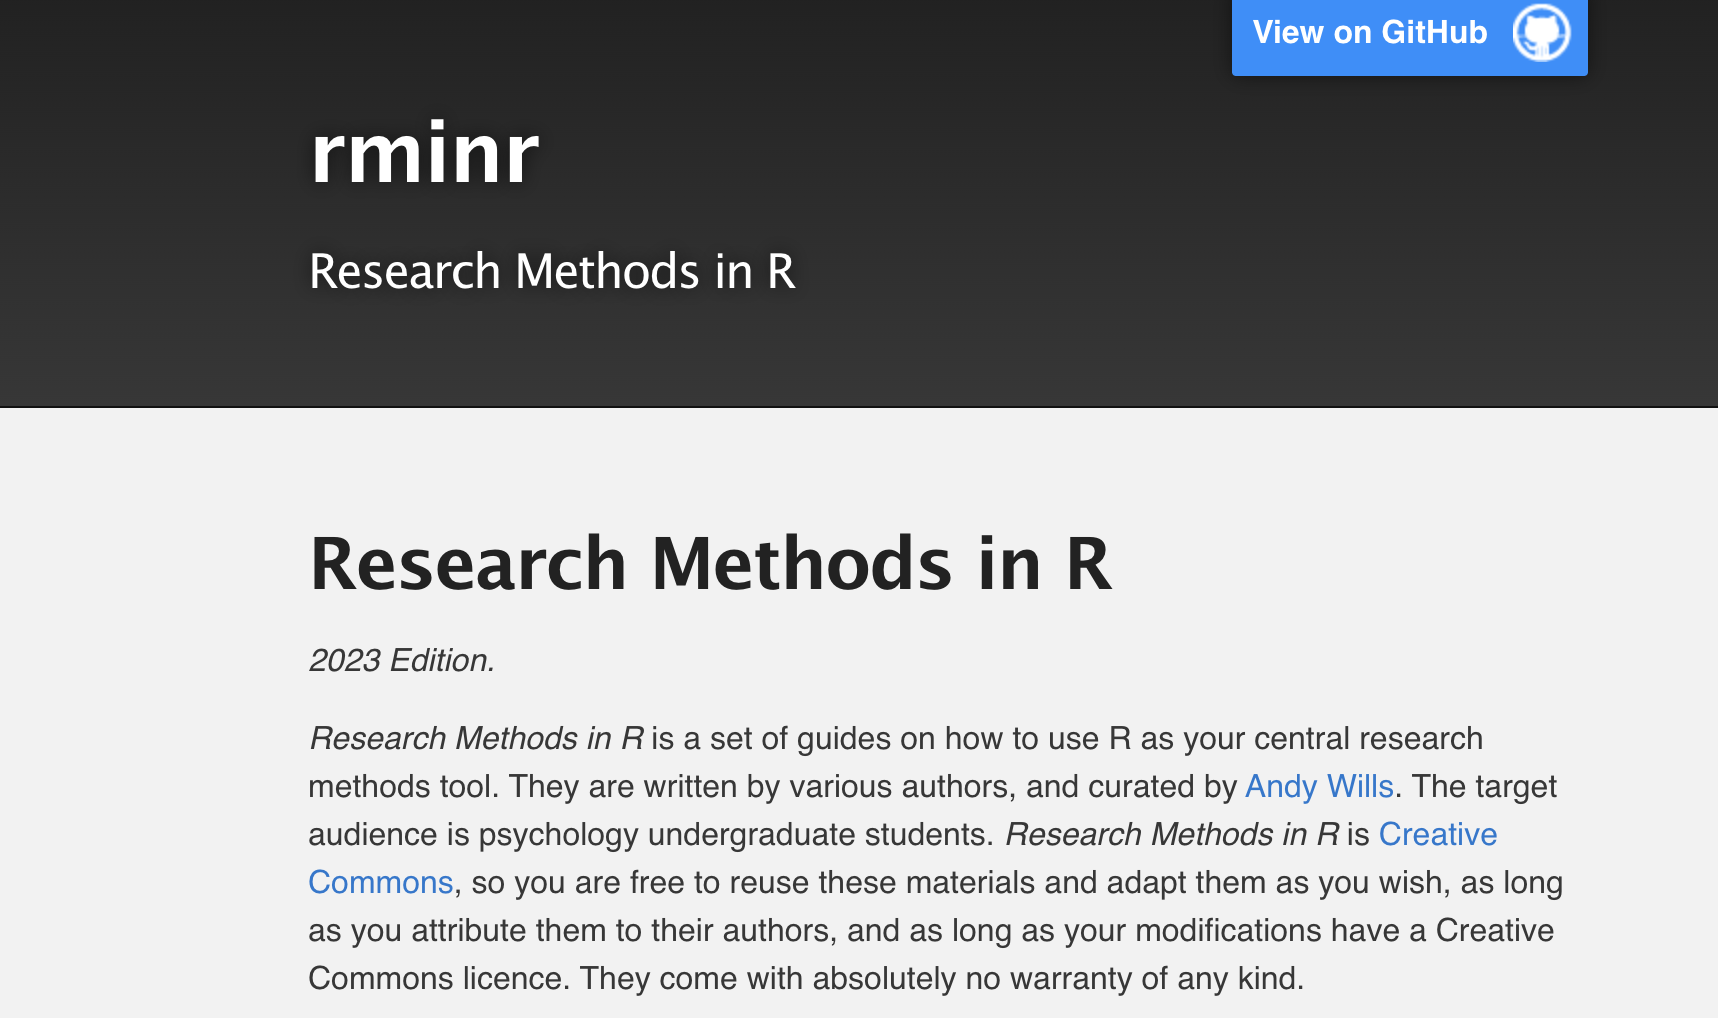 View on GitHub
rminr
Research Methods in R
Research Methods in R
2023 Edition.
Research Methods in R is a set of guides on how to use R as your central research
methods tool. They are written by various authors, and curated by Andy Wills. The target
audience is psychology undergraduate students. Research Methods in R is Creative
Commons, so you are free to reuse these materials and adapt them as you wish, as long
as you attribute them to their authors, and as long as your modifications have a Creative
Commons licence. They come with absolutely no warranty of any kind.